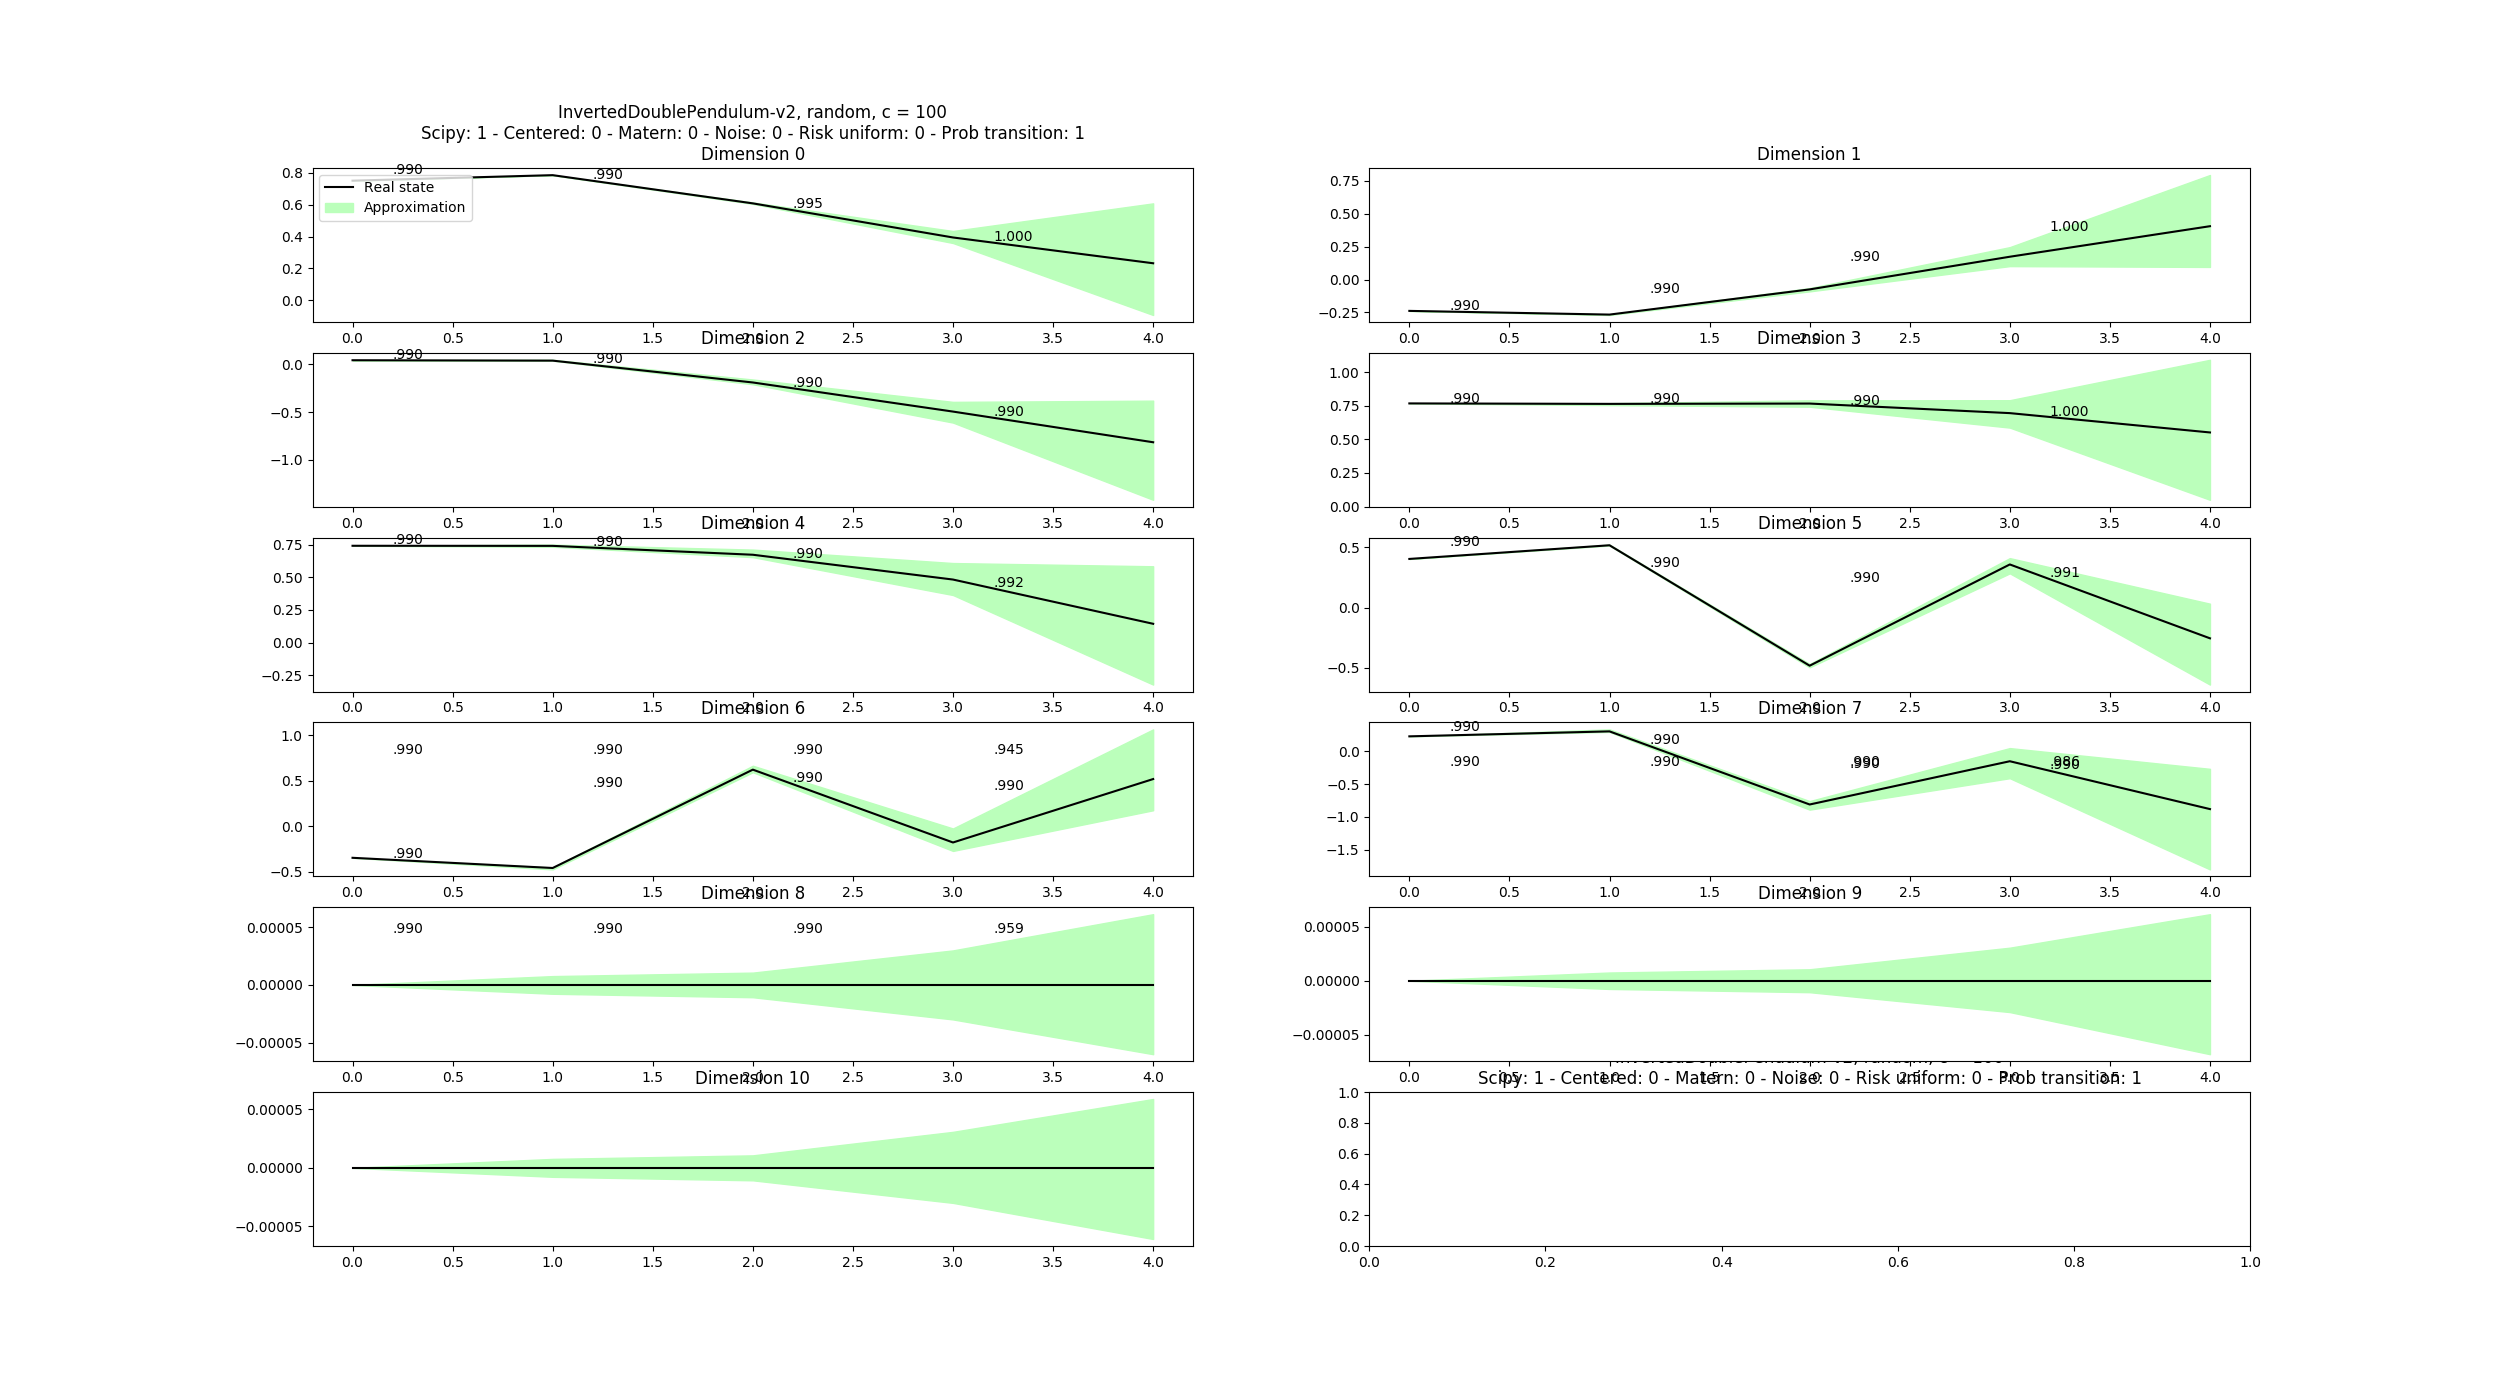 InvertedDoublePendulum-v2, random, c = 100
Scipy: 1 - Centered: 0 - Matern: 0 - Noise: 0 - Risk uniform: 0 - Prob transition: 1
Dimension 0
Real state
Approximation
.990 .990 .995 1.000
0.8
0.6
0.4
0.2
0.0
0.0 0.5 1.0 1.5 2.0 2.5 3.0 3.5 4.0
Dimension 1
.990 .990 .990 1.000
0.75
0.50
0.25
0.00
−0.25
0.0 0.5 1.0 1.5 2.0 2.5 3.0 3.5 4.0
Dimension 2
.990 .990 .990 .990
0.0
−0.5
−1.0
0.0 0.5 1.0 1.5 2.0 2.5 3.0 3.5 4.0
Dimension 3
.990 .990 .990 1.000
1.00
0.75
0.50
0.25
0.00
0.0 0.5 1.0 1.5 2.0 2.5 3.0 3.5 4.0
Dimension 4
.990 .990 .990 .992
0.75
0.50
0.25
0.00
−0.25
0.0 0.5 1.0 1.5 2.0 2.5 3.0 3.5 4.0
Dimension 5
.990 .990 .990 .991
0.5
0.0
−0.5
0.0 0.5 1.0 1.5 2.0 2.5 3.0 3.5 4.0
Dimension 6
.990 .990 .990 .945
.990 .990 .990 .990
1.0
0.5
0.0
−0.5
0.0 0.5 1.0 1.5 2.0 2.5 3.0 3.5 4.0
Dimension 7
.990 .990 .990 .990
.990 .990 .990 .986
0.0
−0.5
−1.0
−1.5
0.0 0.5 1.0 1.5 2.0 2.5 3.0 3.5 4.0
Dimension 8
.990 .990 .990 .959
0.00005
0.00000
−0.00005
0.0 0.5 1.0 1.5 2.0 2.5 3.0 3.5 4.0
Dimension 9
0.00005
0.00000
−0.00005
0.0 0.5 1.0 1.5 2.0 2.5 3.0 3.5 4.0
Dimension 10
0.00005
0.00000
−0.00005
0.0 0.5 1.0 1.5 2.0 2.5 3.0 3.5 4.0
Scipy: 1 - Centered: 0 - Matern: 0 - Noise: 0 - Risk uniform: 0 - Prob transition: 1
1.0
0.8
0.6
0.4
0.2
0.0
0.0 0.2 0.4 0.6 0.8 1.0